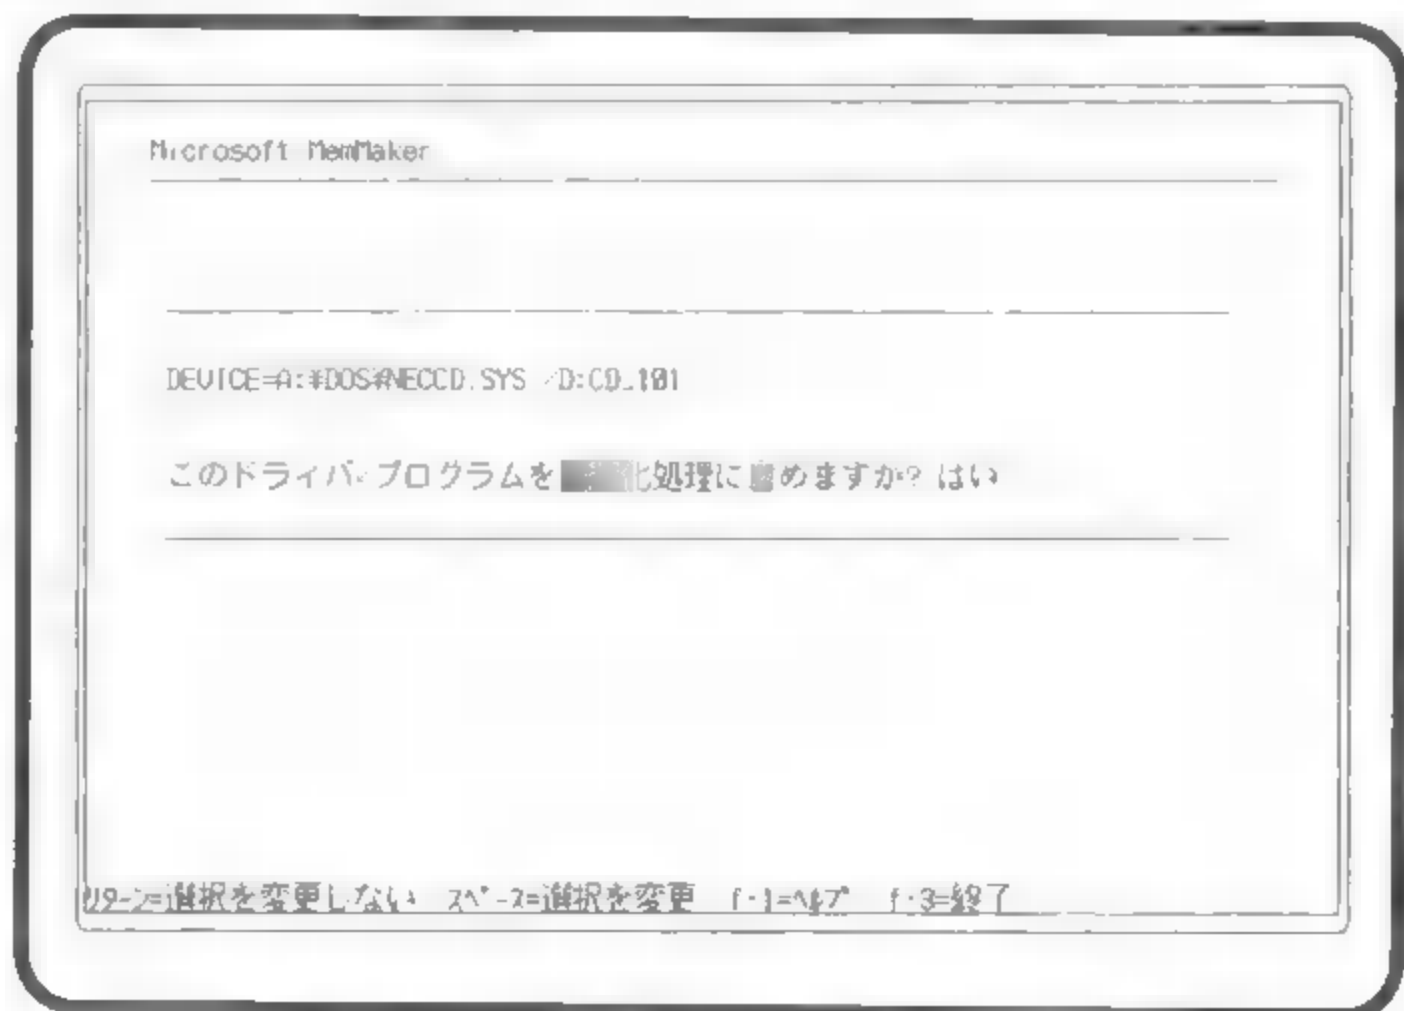 Microsoft MemMaker
DEVICE=A:¥DOS¥NECCD.SYS /D:CD_101
このドライバ・プログラムを 化処理に めますか? はい
リターン=選択を変更しない スペース=選択を変更 f・1=ヘルプ f・3=終了